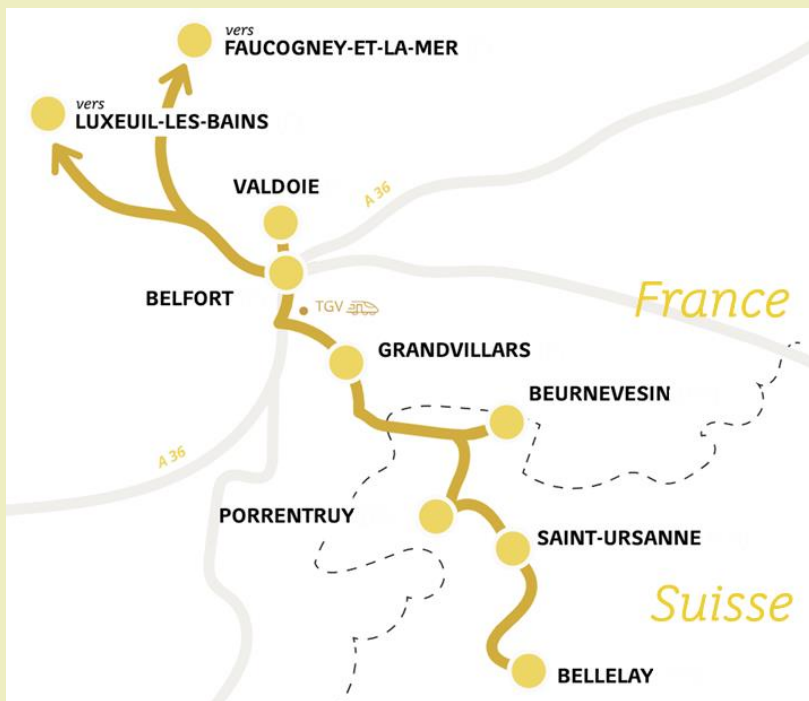 vers
FAUCOGNEY-ET-LA-MER
vers
LUXEUIL-LES-BAINS
VALDOIE
A 36
BELFORT
TGV
France
GRANDVILLARS
BEURNEVESIN
A 36
PORRENTRUY
SAINT-URSANNE
Suisse
BELLELAY